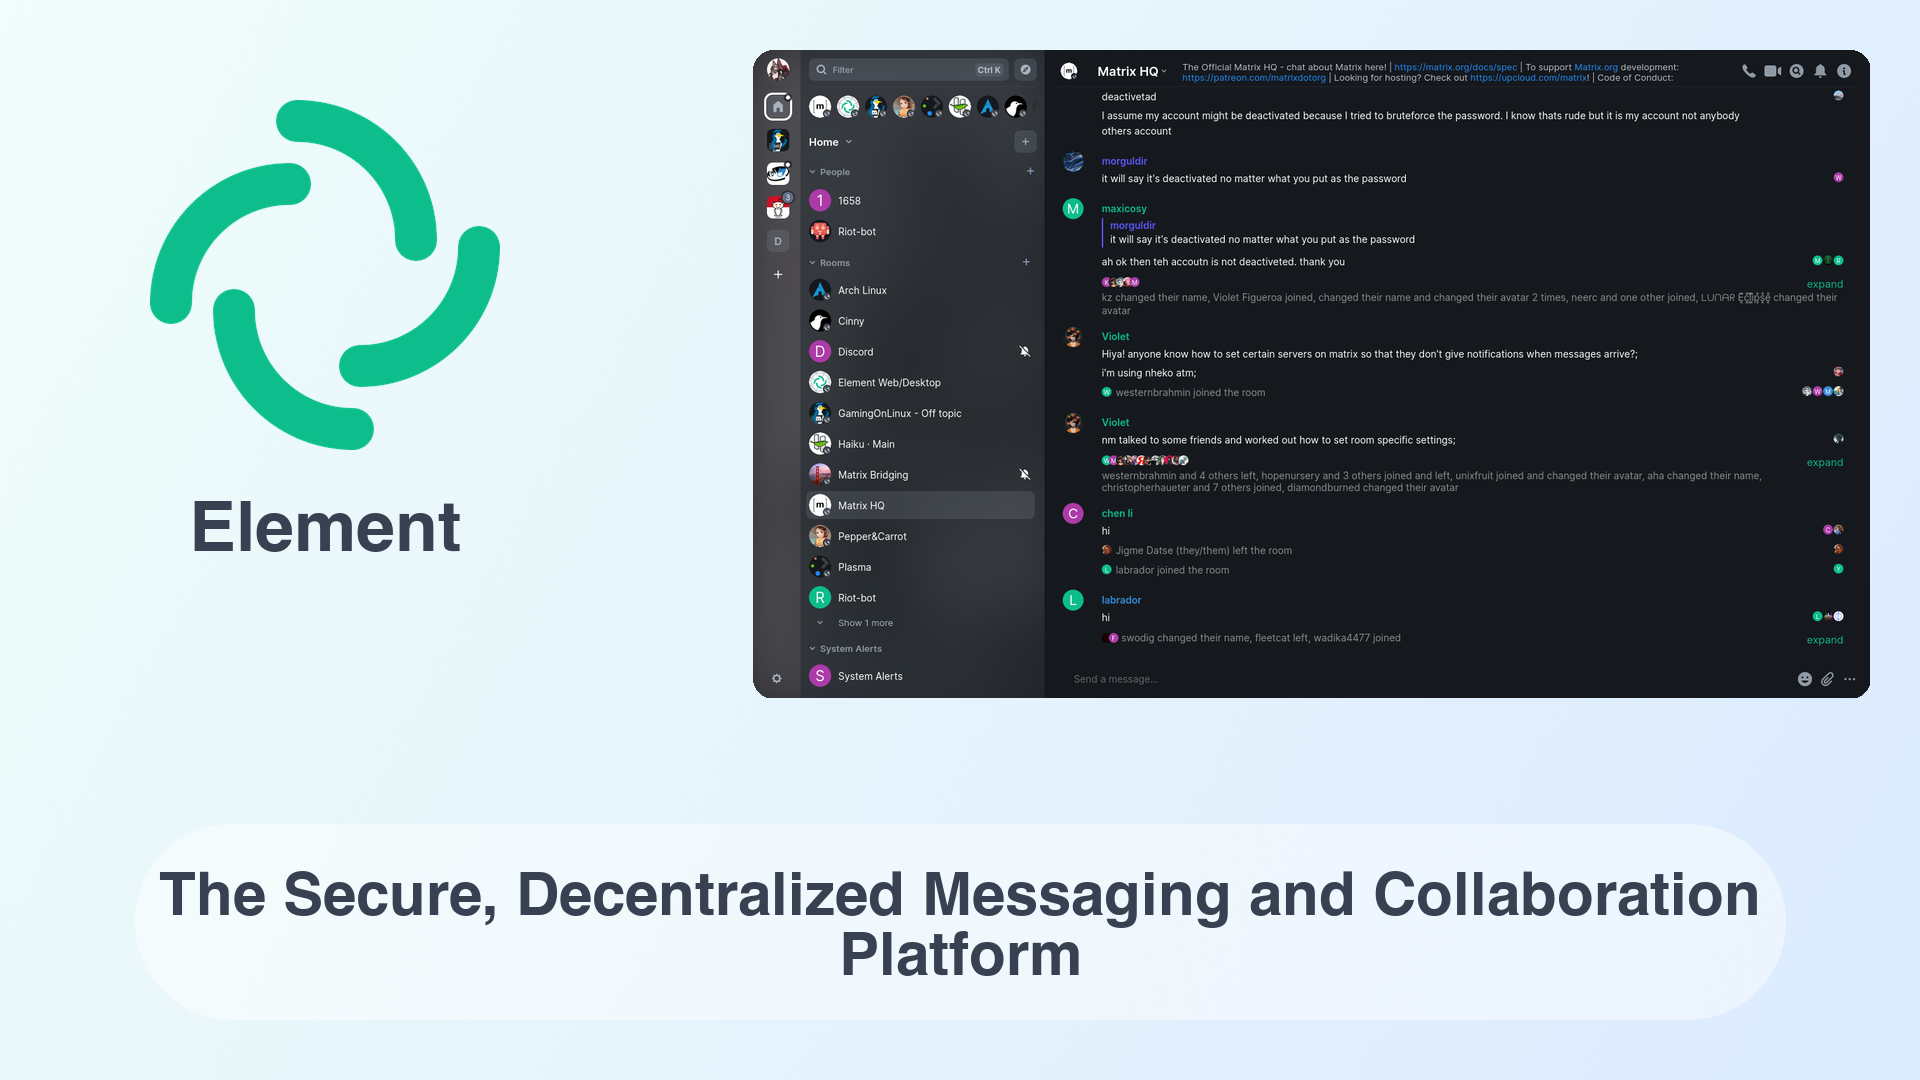 Element
Filter
Ctrl K
Home
People
1
1658
Riot-bot
Rooms
Arch Linux
Cinny
D
Discord
Element Web/Desktop
GamingOnLinux - Off topic
Haiku · Main
Matrix Bridging
m
Matrix HQ
Pepper&Carrot
Plasma
R
Riot-bot
Show 1 more
System Alerts
S
System Alerts
3
D
Matrix HQ
The Official Matrix HQ - chat about Matrix here! | https://matrix.org/docs/spec | To support Matrix.org development:
https://patreon.com/matrixdotorg | Looking for hosting? Check out https://upcloud.com/matrix! | Code of Conduct:
deactivetad
I assume my account might be deactivated because I tried to bruteforce the password. I know thats rude but it is my account not anybody
others account
morguldir
it will say it's deactivated no matter what you put as the password
M
maxicosy
morguldir
it will say it's deactivated no matter what you put as the password
ah ok then teh accoutn is not deactiveted. thank you
expand
kz changed their name, Violet Figueroa joined, changed their name and changed their avatar 2 times, neerc and one other joined, LUNAR changed their
avatar
Violet
Hiya! anyone know how to set certain servers on matrix so that they don't give notifications when messages arrive?;
i'm using nheko atm;
westernbrahmin joined the room
Violet
nm talked to some friends and worked out how to set room specific settings;
expand
westernbrahmin and 4 others left, hopenursery and 3 others joined and left, unixfruit joined and changed their avatar, aha changed their name,
christopherhaueter and 7 others joined, diamondburned changed their avatar
C
chen li
hi
Jigme Datse (they/them) left the room
labrador joined the room
L
labrador
hi
swodig changed their name, fleetcat left, wadika4477 joined
expand
Send a message...
The Secure, Decentralized Messaging and Collaboration
Platform